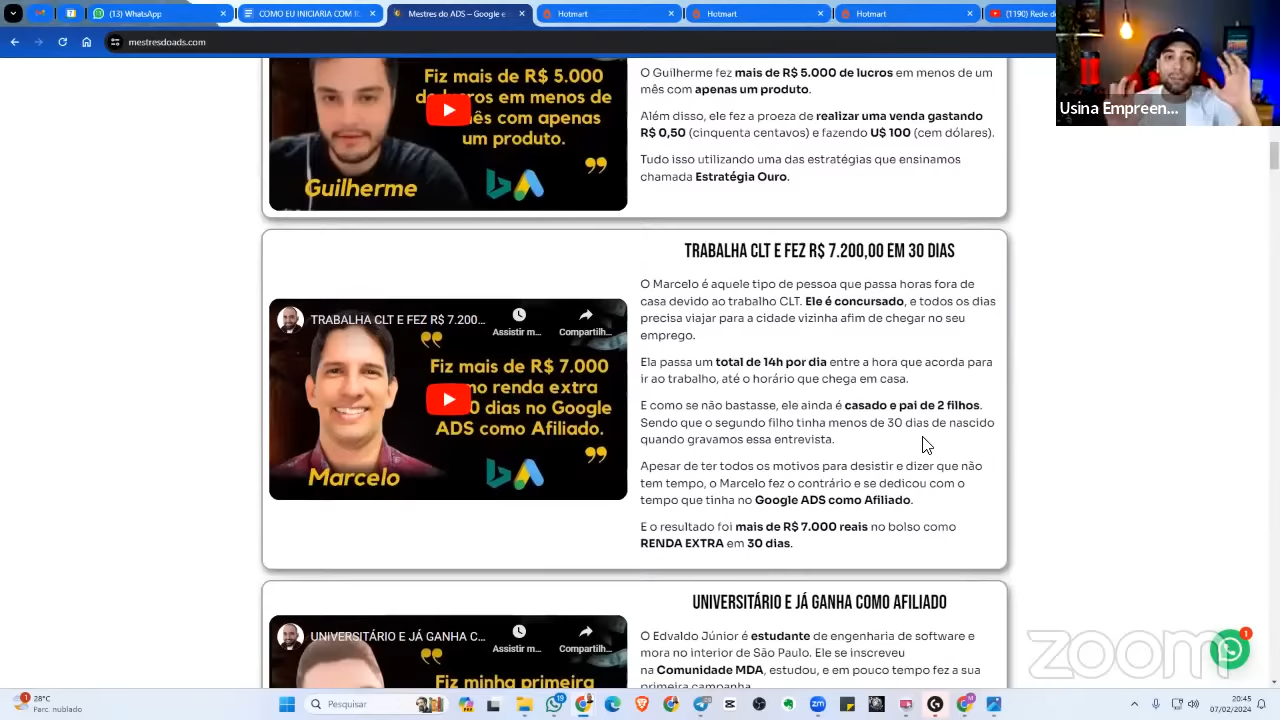 (13) WhatsApp
COMO EU INICIARIA COM R
Mestres do ADS – Google e
Hotmart
Hotmart
Hotmart
(1190) Rede d
mestresdoads.com
Usina Empreen...
Fiz mais de R$ 5.000
de lucros em menos de
mês com apenas
um produto.
Guilherme
O Guilherme fez mais de R$ 5.000 de lucros em menos de um
mês com apenas um produto.
Além disso, ele fez a proeza de realizar uma venda gastando
R$ 0,50 (cinquenta centavos) e fazendo U$ 100 (cem dólares).
Tudo isso utilizando uma das estratégias que ensinamos
chamada Estratégia Ouro.
TRABALHA CLT E FEZ R$ 7.200,00 EM 30 DIAS
TRABALHA CLT E FEZ R$ 7.200...
Assistir m...
Compartilh...
Fiz mais de R$ 7.000
mo renda extra
0 dias no Google
ADS como Afiliado.
Marcelo
O Marcelo é aquele tipo de pessoa que passa horas fora de
casa devido ao trabalho CLT. Ele é concursado, e todos os dias
precisa viajar para a cidade vizinha afim de chegar no seu
emprego.
Ela passa um total de 14h por dia entre a hora que acorda para
ir ao trabalho, até o horário que chega em casa.
E como se não bastasse, ele ainda é casado e pai de 2 filhos.
Sendo que o segundo filho tinha menos de 30 dias de nascido
quando gravamos essa entrevista.
Apesar de ter todos os motivos para desistir e dizer que não
tem tempo, o Marcelo fez o contrário e se dedicou com o
tempo que tinha no Google ADS como Afiliado.
E o resultado foi mais de R$ 7.000 reais no bolso como
RENDA EXTRA em 30 dias.
UNIVERSITÁRIO E JÁ GANHA COMO AFILIADO
UNIVERSITÁRIO E JÁ GANHA C...
Assistir m...
Compartilh...
Fiz minha primeira
O Edvaldo Júnior é estudante de engenharia de software e
mora no interior de São Paulo. Ele se inscreveu
na Comunidade MDA, estudou, e em pouco tempo fez a sua
primeira campanha
zoom
1
1
28°C
Parc. nublado
Pesquisar
19
20:45
07/02/2024